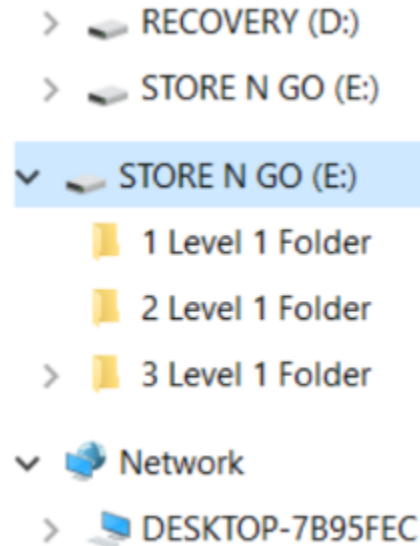 RECOVERY (D:)
STORE N GO (E:)
STORE N GO (E:)
1 Level 1 Folder
2 Level 1 Folder
3 Level 1 Folder
Network
DESKTOP-7B95FEC